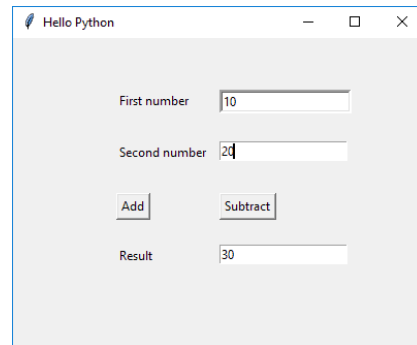 Hello Python
First number 10
Second number 20
Add Subtract
Result 30